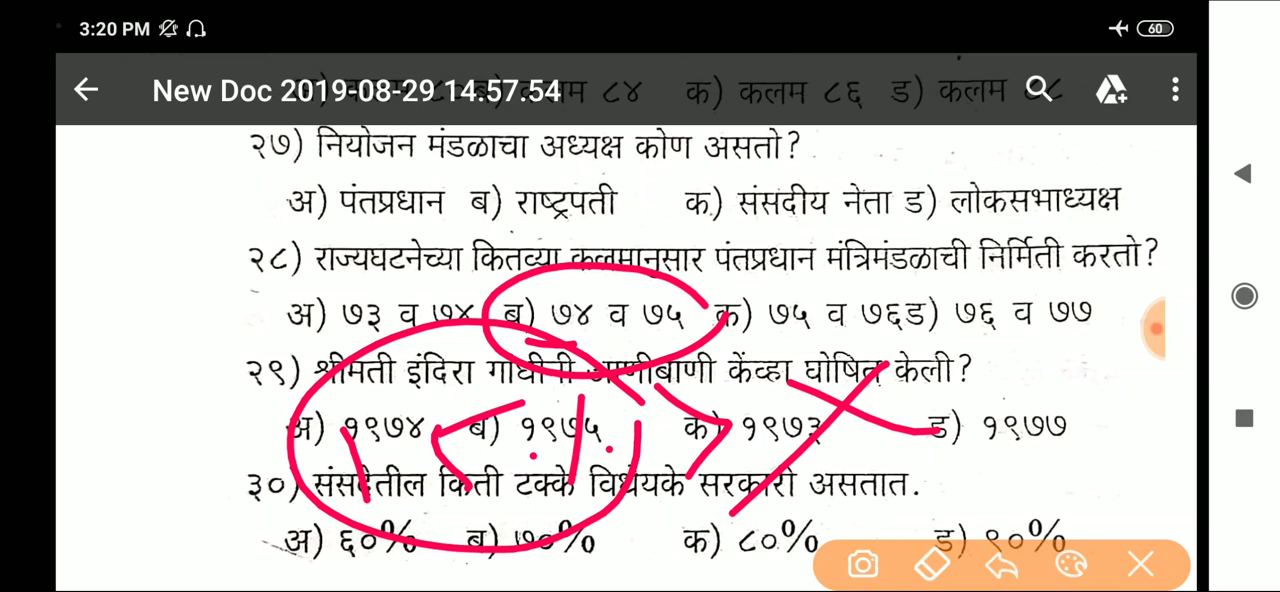 3:20 PM 60
New Doc 2019-08-29 14.57.54
कलम ८४ क) कलम ८६ ड) कलम ८८
२७) नियोजन मंडळाचा अध्यक्ष कोण असतो?
अ) पंतप्रधान ब) राष्ट्रपती क) संसदीय नेता ड) लोकसभाध्यक्ष
२८) राज्यघटनेच्या कितव्या कलमानुसार पंतप्रधान मंत्रिमंडळाची निर्मिती करतो?
अ) ७३ व ७४ ब) ७४ व ७५ क) ७५ व ७६ ड) ७६ व ७७
२९) श्रीमती इंदिरा गांधींनी आणीबाणी केंव्हा घोषित केली?
अ) १९७४ ब) १९७५ क) १९७३ ड) १९७७
३०) संसदेतील किती टक्के विधेयके सरकारी असतात.
अ) ६०% ब) ७०% क) ८०% ड) ९०%